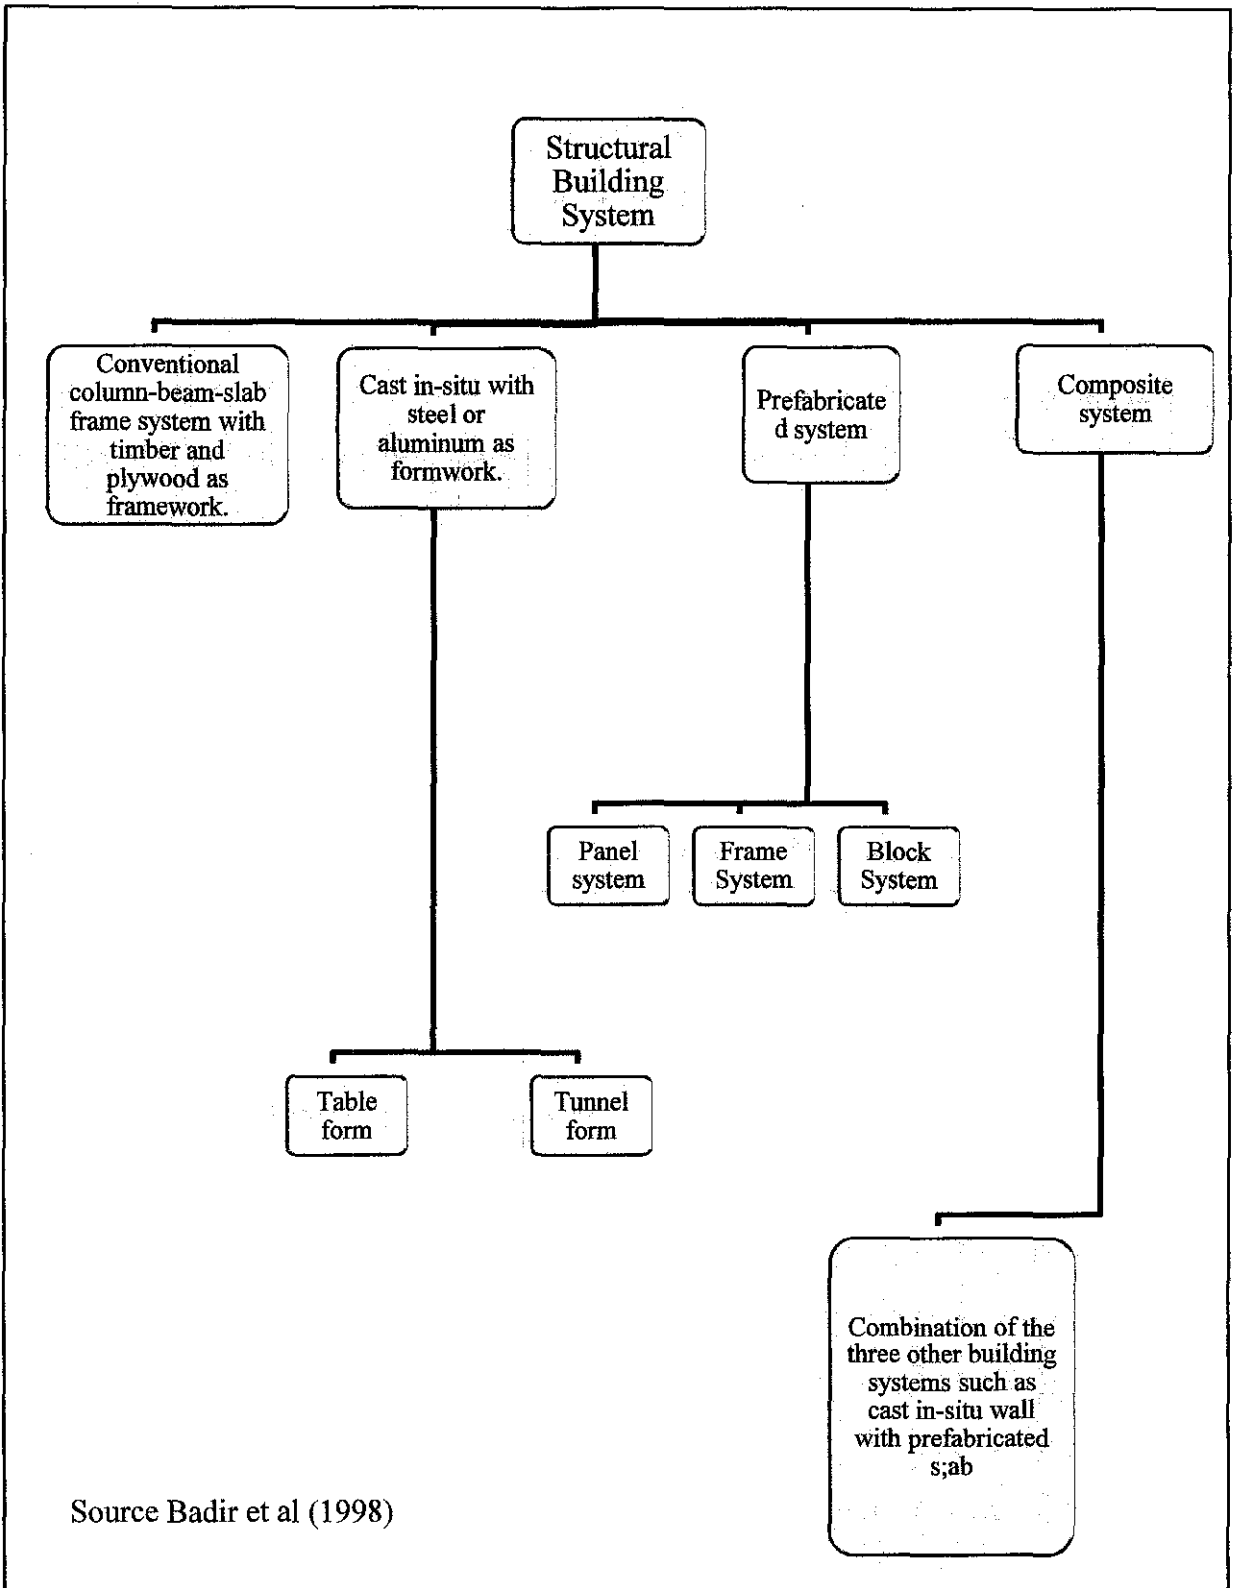 Structural
Building
System
Conventional
column-beam-slab
frame system with
timber and
plywood as
framework.
Cast in-situ with
steel or
aluminum as
formwork.
Prefabricate
d system
Composite
system
Panel
system
Frame
System
Block
System
Table
form
Tunnel
form
Combination of the
three other building
systems such as
cast in-situ wall
with prefabricated
s;ab
Source Badir et al (1998)